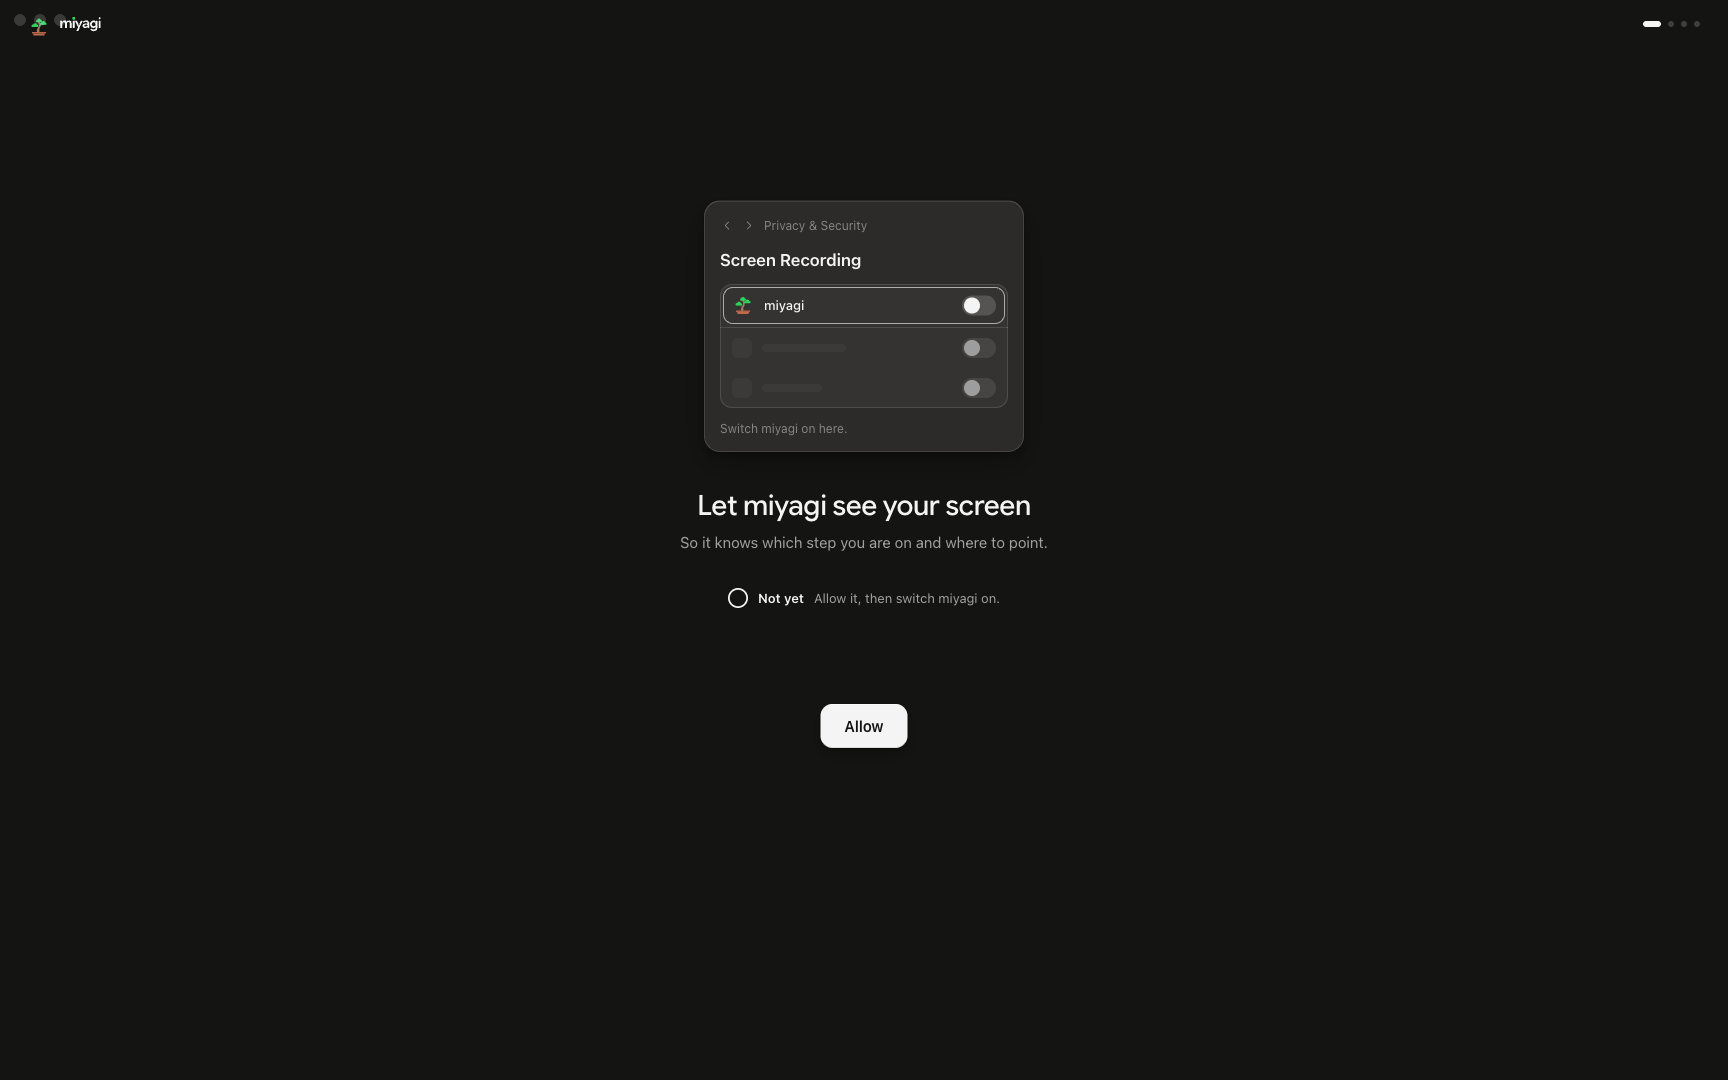 miyagi
Privacy & Security
Screen Recording
miyagi
Switch miyagi on here.
Let miyagi see your screen
So it knows which step you are on and where to point.
Not yet Allow it, then switch miyagi on.
Allow